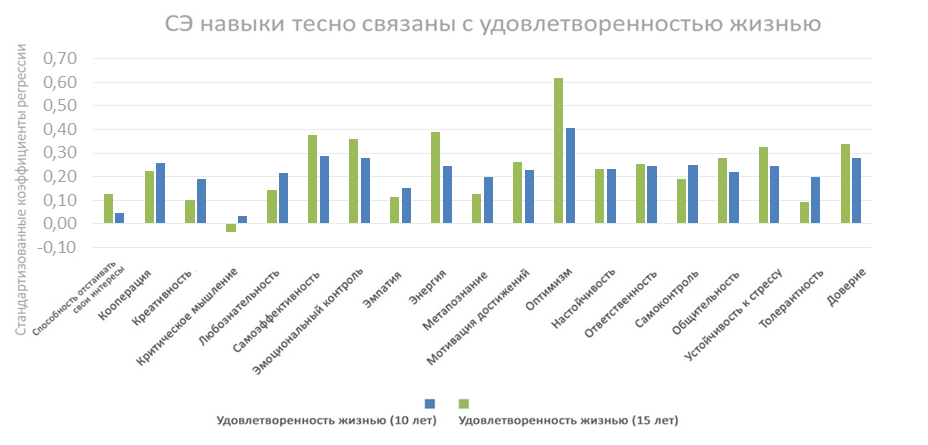 СЭ навыки тесно связаны с удовлетворенностью жизнью
Стандартизованные коэффициенты регрессии
0,70
0,60
0,50
0,40
0,30
0,20
0,10
0,00
-0,10
Способность отстаивать
свои интересы
Кооперация
Креативность
Критическое мышление
Любознательность
Самоэффективность
Эмоциональный контроль
Эмпатия
Энергия
Метапознание
Мотивация достижений
Оптимизм
Настойчивость
Ответственность
Самоконтроль
Общительность
Устойчивость к стрессу
Толерантность
Доверие
Удовлетворенность жизнью (10 лет)
Удовлетворенность жизнью (15 лет)